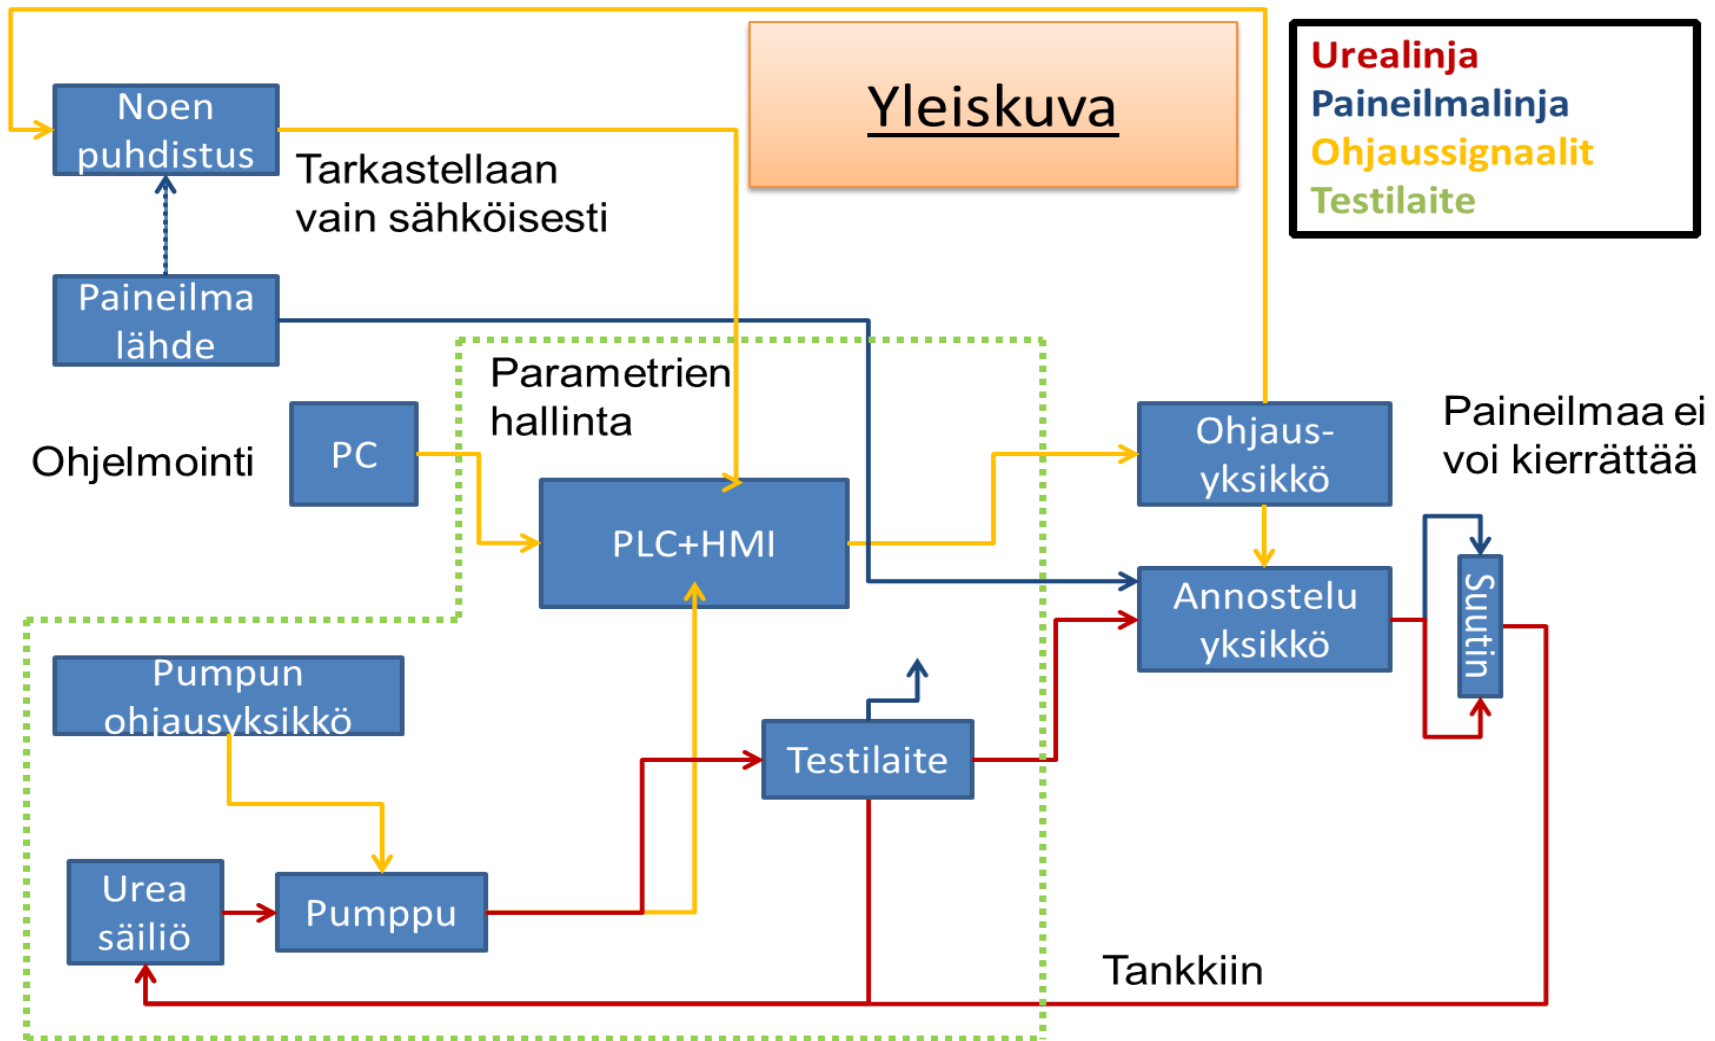 Yleiskuva
Urealinja
Paineilmalinja
Ohjaussignaalit
Testilaite
Noen
puhdistus
Tarkastellaan
vain sähköisesti
Paineilma
lähde
Parametrien
hallinta
Ohjelmointi
PC
PLC+HMI
Ohjaus-
yksikkö
Paineilmaa ei
voi kierrättää
Annostelu
yksikkö
Suutin
Pumpun
ohjausyksikkö
Testilaite
Urea
säiliö
Pumppu
Tankkiin